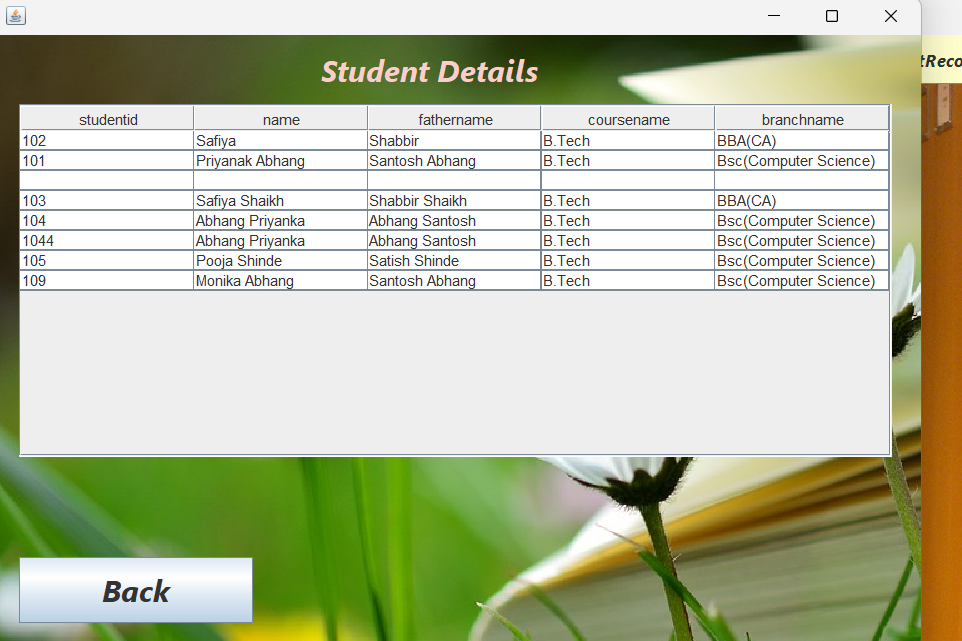 Student Details
tReco
studentid name fathername coursename branchname
102 Safiya Shabbir B.Tech BBA(CA)
101 Priyanak Abhang Santosh Abhang B.Tech Bsc(Computer Science)
103 Safiya Shaikh Shabbir Shaikh B.Tech BBA(CA)
104 Abhang Priyanka Abhang Santosh B.Tech Bsc(Computer Science)
1044 Abhang Priyanka Abhang Santosh B.Tech Bsc(Computer Science)
105 Pooja Shinde Satish Shinde B.Tech Bsc(Computer Science)
109 Monika Abhang Santosh Abhang B.Tech Bsc(Computer Science)
Back